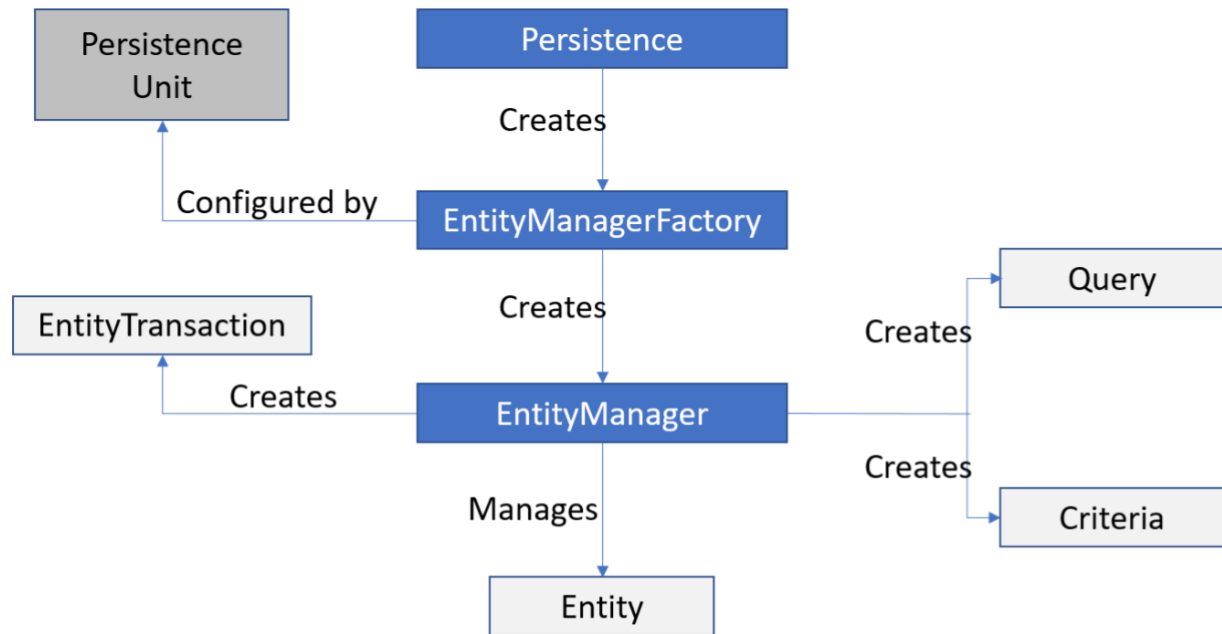 Persistence
Unit
Persistence
Creates
Configured by
EntityManagerFactory
Query
EntityTransaction
Creates
Creates
Creates
EntityManager
Creates
Manages
Criteria
Entity